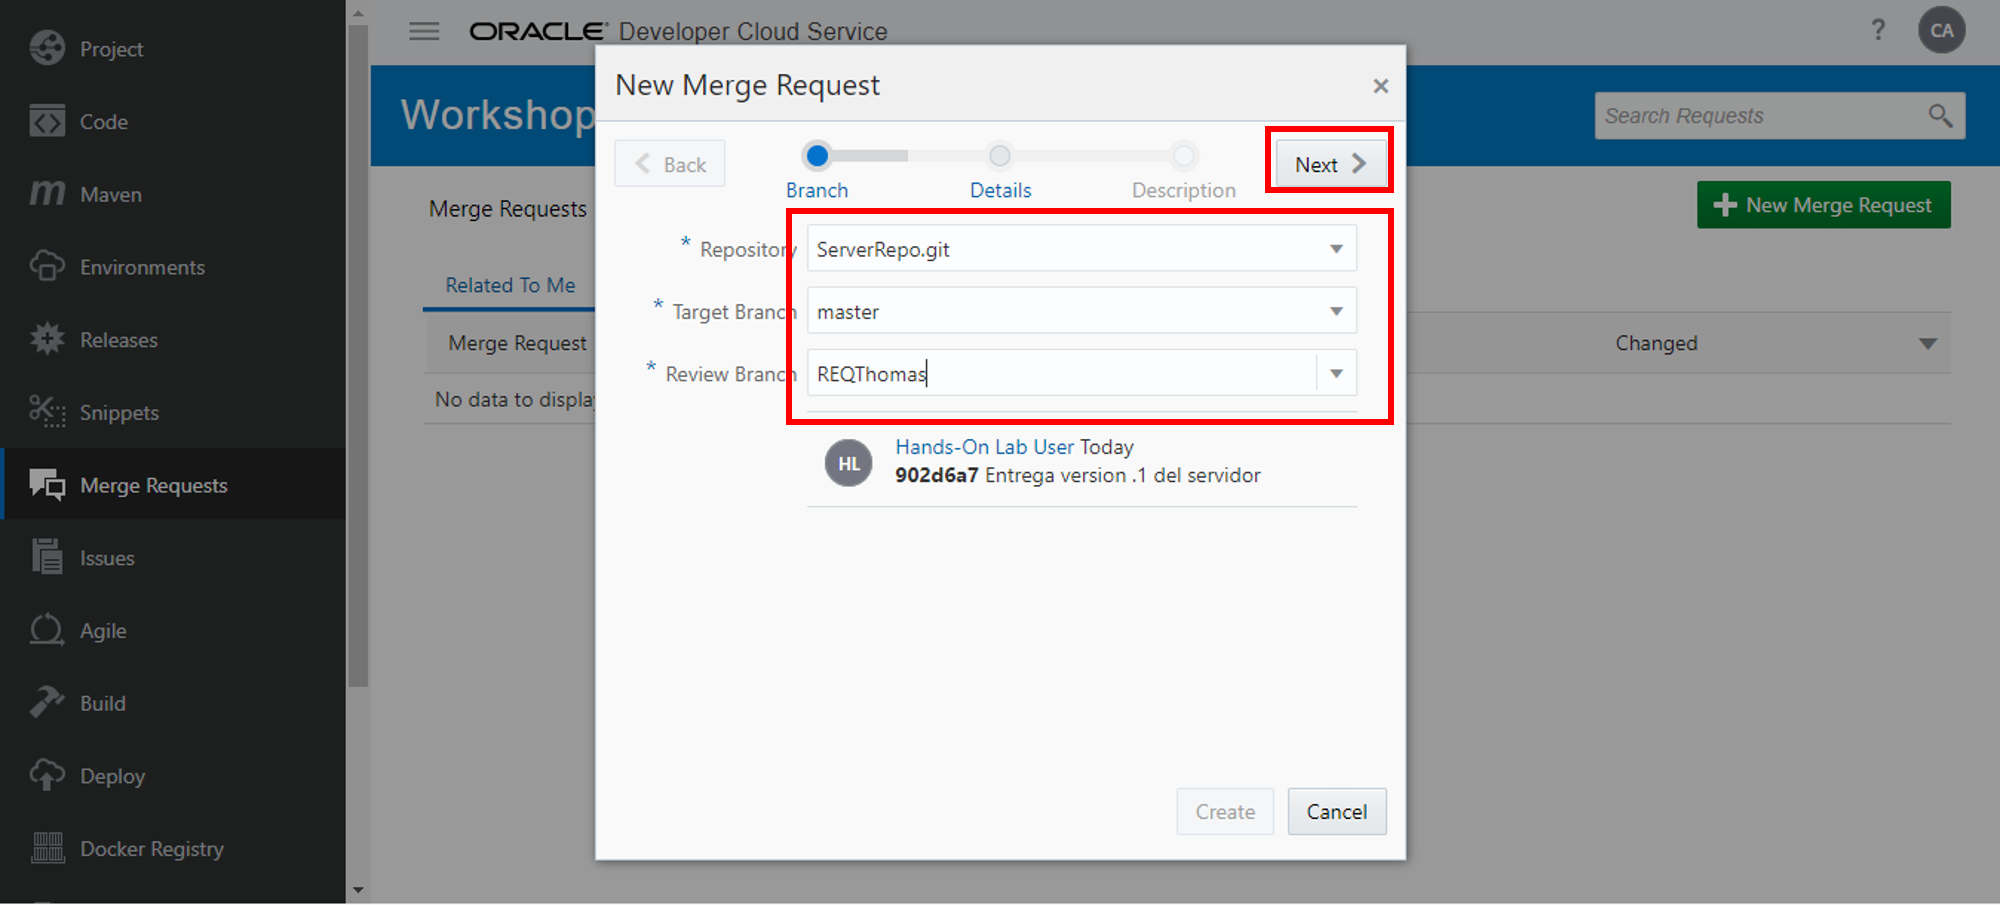 Project
Code
Maven
Environments
Releases
Snippets
Merge Requests
Issues
Agile
Build
Deploy
Docker Registry
ORACLE® Developer Cloud Service
? CA
Workshop
Search Requests
Merge Requests
New Merge Request
Related To Me
Merge Request
Changed
No data to display
New Merge Request
×
Back
Branch
Details
Description
Next
* Repository ServerRepo.git
* Target Branch master
* Review Branch REQThomas
HL
Hands-On Lab User Today
902d6a7 Entrega version .1 del servidor
Create
Cancel